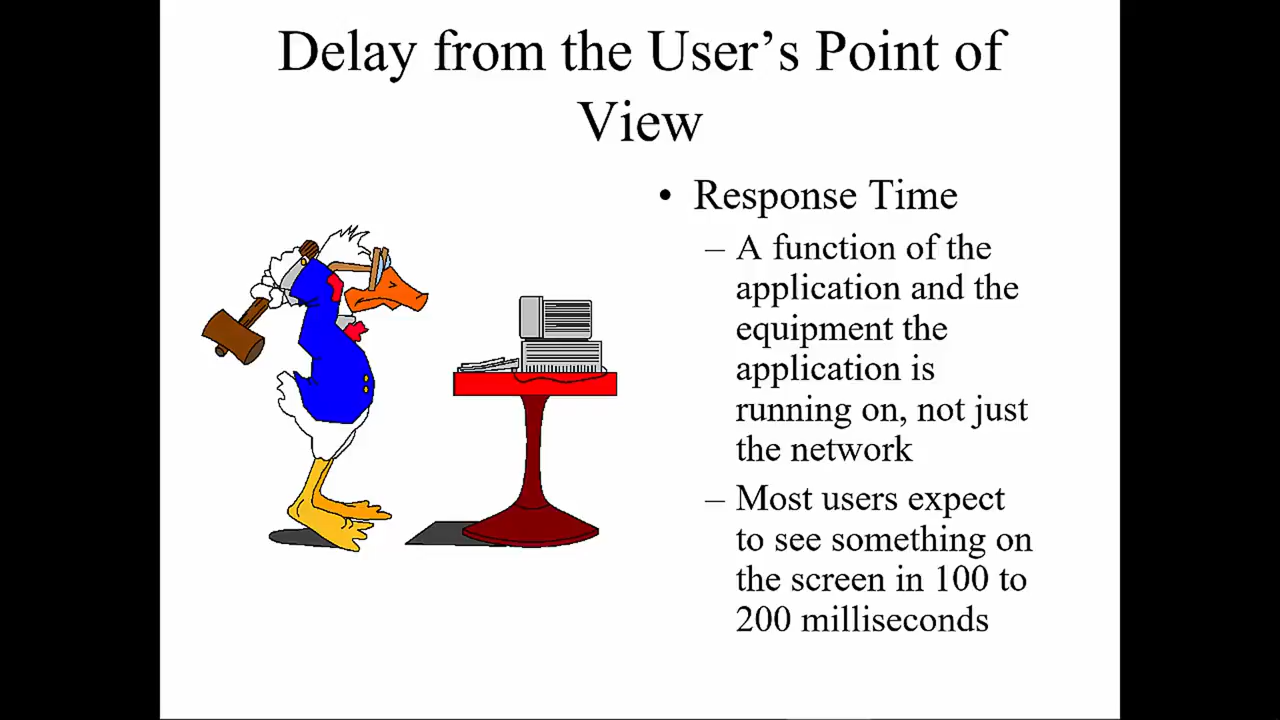 Delay from the User’s Point of
View
• Response Time
– A function of the
application and the
equipment the
application is
running on, not just
the network
– Most users expect
to see something on
the screen in 100 to
200 milliseconds